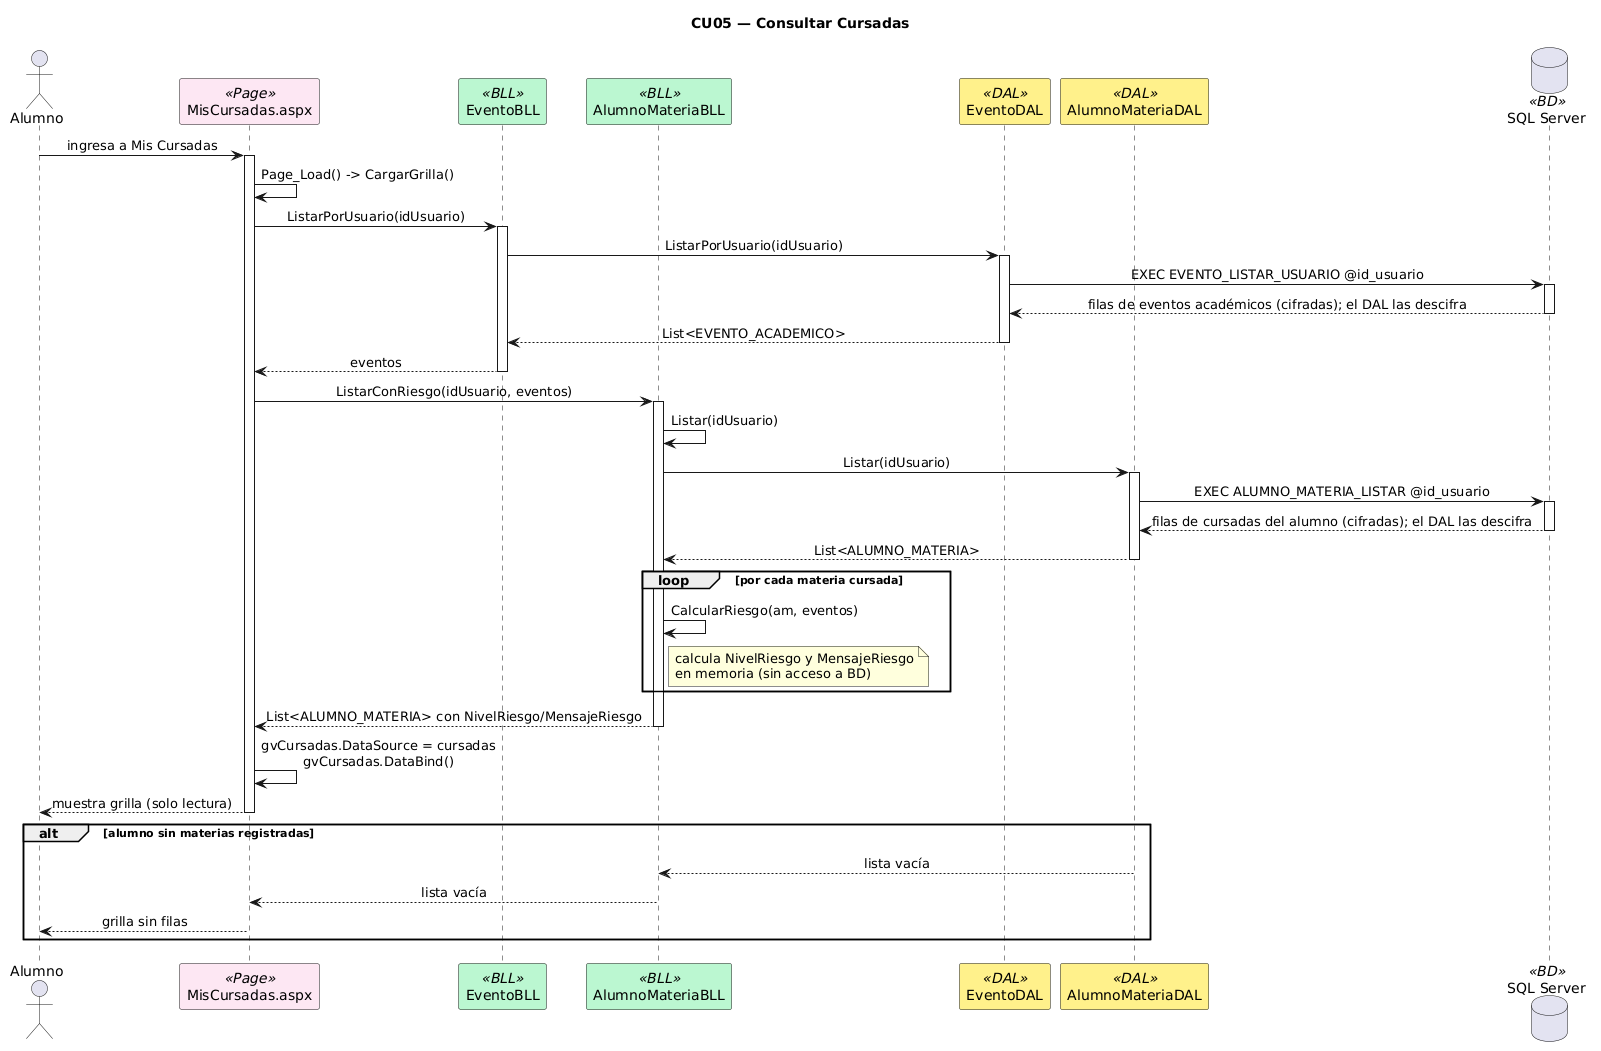 CU05 — Consultar Cursadas
Alumno
«Page»
MisCursadas.aspx
«BLL»
EventoBLL
«BLL»
AlumnoMateriaBLL
«DAL»
EventoDAL
«DAL»
AlumnoMateriaDAL
«BD»
SQL Server
ingresa a Mis Cursadas
Page_Load() -> CargarGrilla()
ListarPorUsuario(idUsuario)
ListarPorUsuario(idUsuario)
EXEC EVENTO_LISTAR_USUARIO @id_usuario
filas de eventos académicos (cifradas); el DAL las descifra
List<EVENTO_ACADEMICO>
eventos
ListarConRiesgo(idUsuario, eventos)
Listar(idUsuario)
Listar(idUsuario)
EXEC ALUMNO_MATERIA_LISTAR @id_usuario
filas de cursadas del alumno (cifradas); el DAL las descifra
List<ALUMNO_MATERIA>
loop [por cada materia cursada]
CalcularRiesgo(am, eventos)
calcula NivelRiesgo y MensajeRiesgo
en memoria (sin acceso a BD)
List<ALUMNO_MATERIA> con NivelRiesgo/MensajeRiesgo
gvCursadas.DataSource = cursadas
gvCursadas.DataBind()
muestra grilla (solo lectura)
alt [alumno sin materias registradas]
lista vacía
lista vacía
grilla sin filas
Alumno
«Page»
MisCursadas.aspx
«BLL»
EventoBLL
«BLL»
AlumnoMateriaBLL
«DAL»
EventoDAL
«DAL»
AlumnoMateriaDAL
«BD»
SQL Server